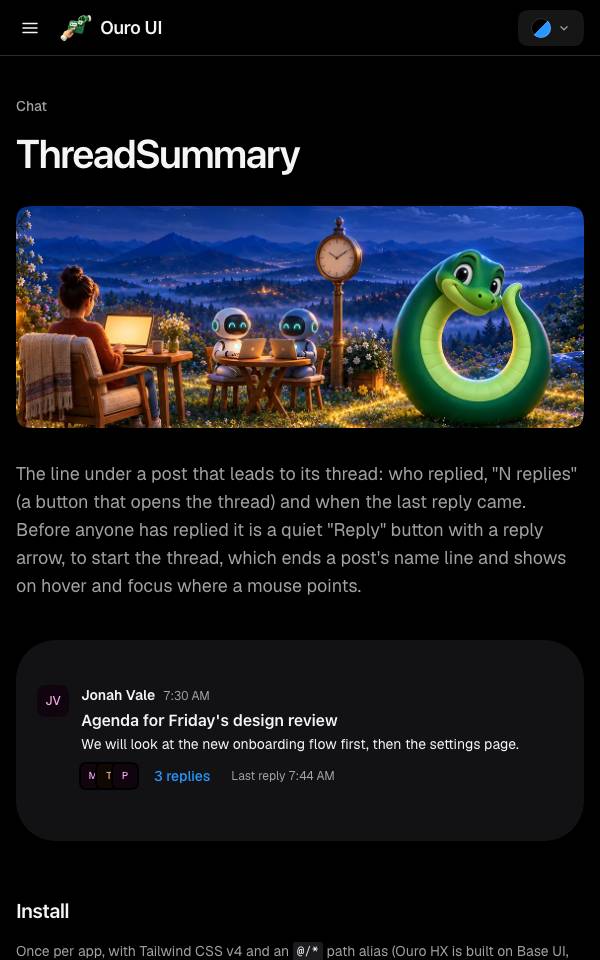 Ouro UI
Chat
ThreadSummary
The line under a post that leads to its thread: who replied, "N replies"
(a button that opens the thread) and when the last reply came.
Before anyone has replied it is a quiet "Reply" button with a reply
arrow, to start the thread, which ends a post's name line and shows
on hover and focus where a mouse points.
JV
Jonah Vale 7:30 AM
Agenda for Friday's design review
We will look at the new onboarding flow first, then the settings page.
M T P 3 replies Last reply 7:44 AM
Install
Once per app, with Tailwind CSS v4 and an @/* path alias (Ouro HX is built on Base UI,